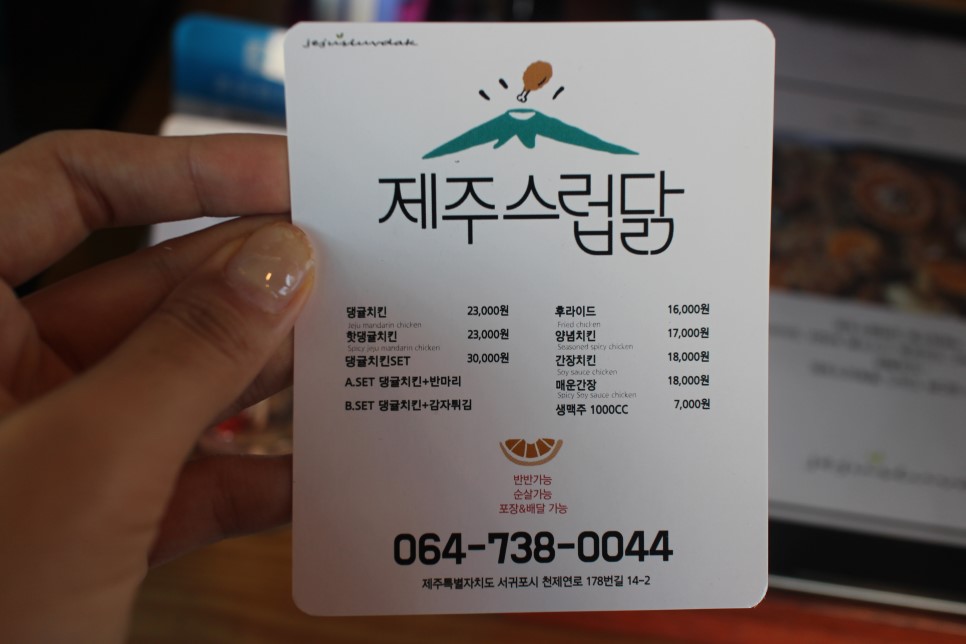 jejusluvdak
제주스럽닭
댕귤치킨 23,000원
Jeju mandarin chicken
핫댕귤치킨 23,000원
Spicy Jeju mandarin chicken
댕귤치킨SET 30,000원
A.SET 댕귤치킨+반마리
B.SET 댕귤치킨+감자튀김
후라이드 16,000원
Fried chicken
양념치킨 17,000원
Seasoned spicy chicken
간장치킨 18,000원
Soy sauce chicken
매운간장 18,000원
Spicy Soy sauce chicken
생맥주 1000CC 7,000원
반반가능
순살가능
포장&배달 가능
064-738-0044
제주특별자치도 서귀포시 천제연로 178번길 14-2